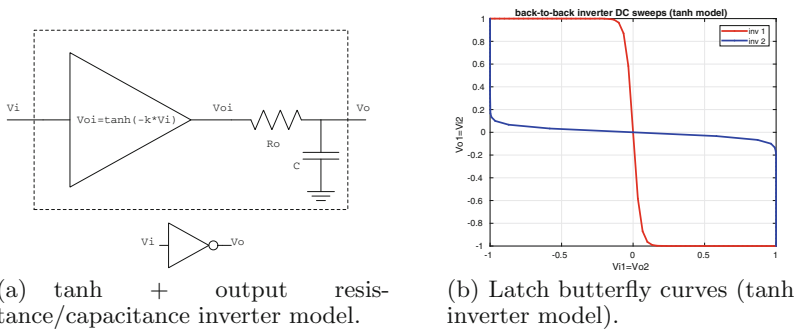 Vi
Voi=tanh(-k*Vi)
Voi
Ro
C
Vo
Vi
Vo
(a) tanh + output resis-
tance/capacitance inverter model.
back-to-back inverter DC sweeps (tanh model)
inv 1
inv 2
Vo1=Vi2
1
0.8
0.6
0.4
0.2
0
-0.2
-0.4
-0.6
-0.8
-1
-1
-0.5
0
0.5
1
Vi1=Vo2
(b) Latch butterfly curves (tanh
inverter model).